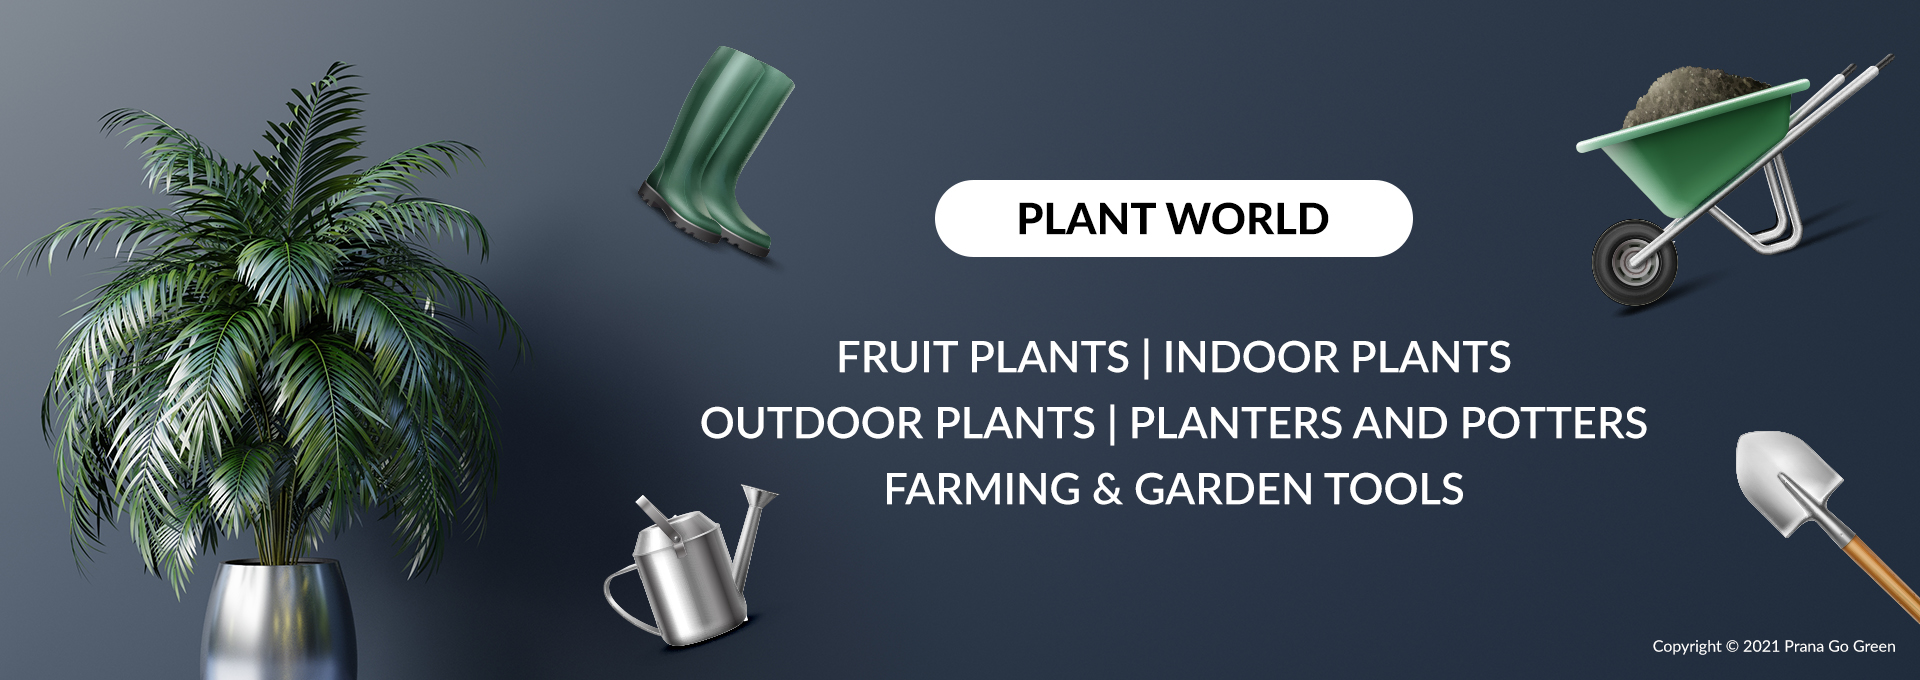 PLANT WORLD
FRUIT PLANTS | INDOOR PLANTS
OUTDOOR PLANTS | PLANTERS AND POTTERS
FARMING & GARDEN TOOLS
Copyright © 2021 Prana Go Green